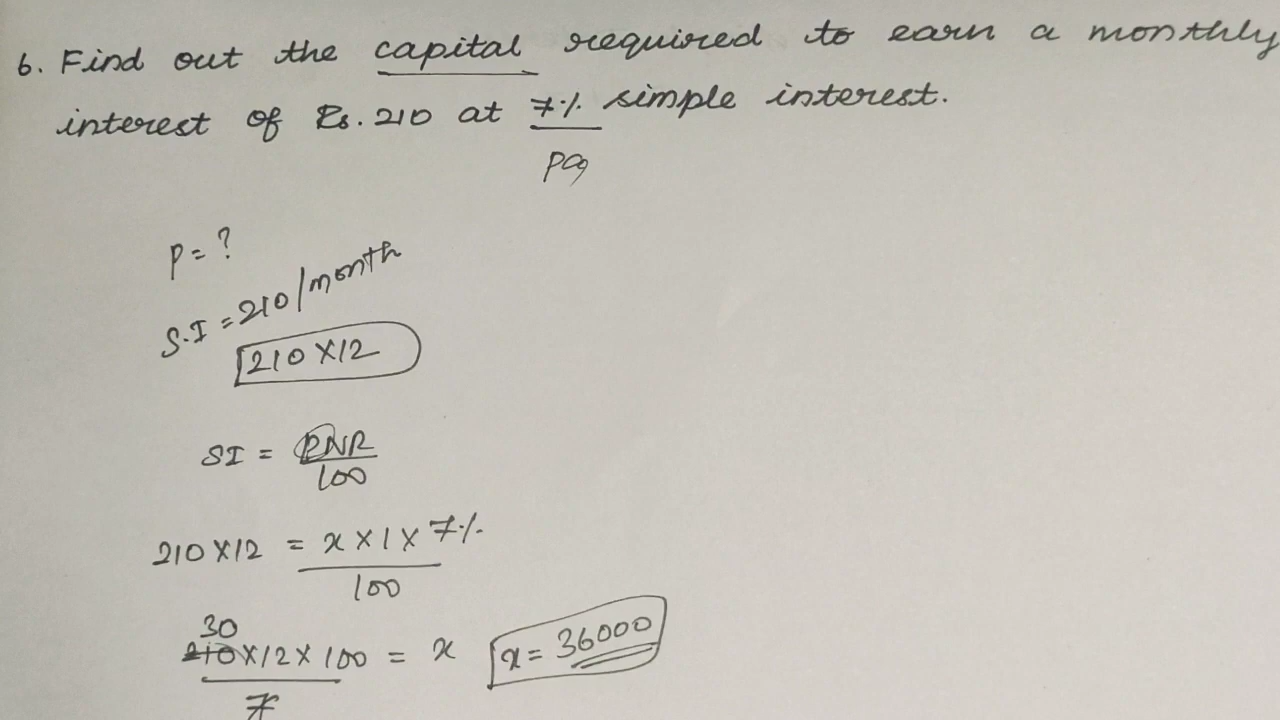 6. Find out the capital required to earn a monthly
interest of Rs. 210 at 7% simple interest.
pa
P = ?
S.I = 210/month
210 X12
SI = PNR
100
210 X12 = x X 1 X 7%
100
30
210 X12 X 100 = x x = 36000
7